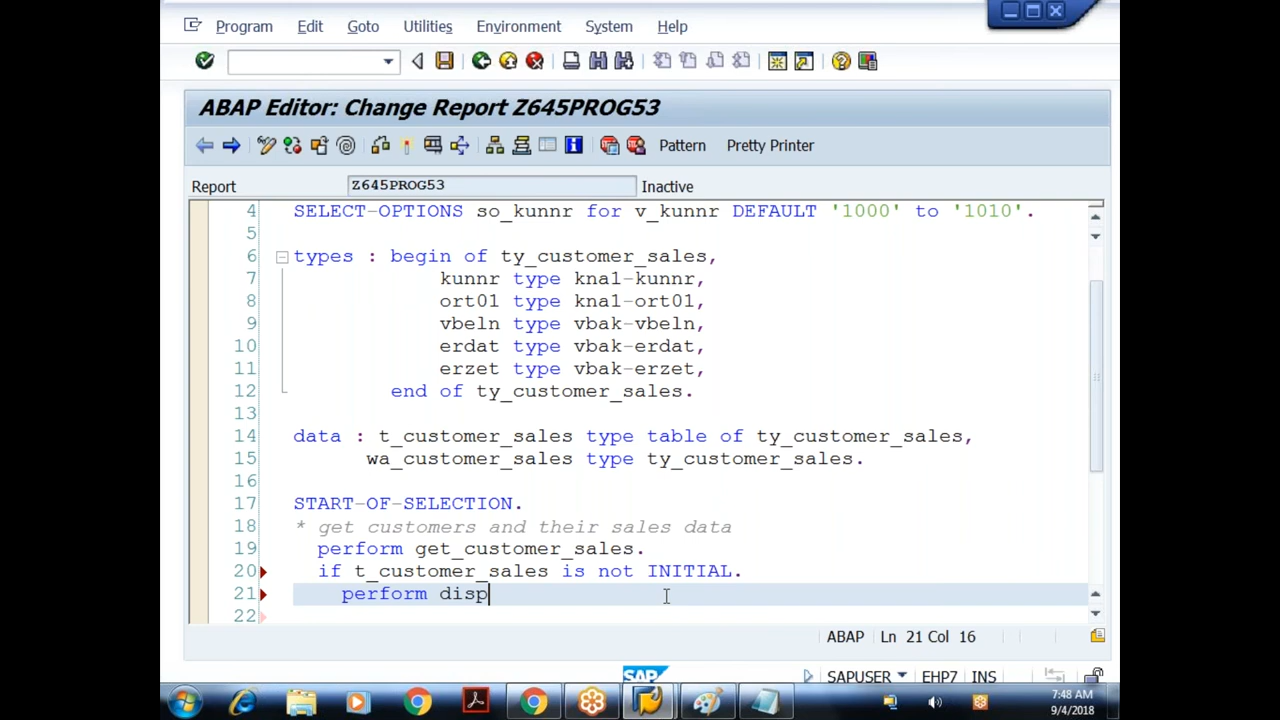 Program Edit Goto Utilities Environment System Help
ABAP Editor: Change Report Z645PROG53
Pattern Pretty Printer
Report Z645PROG53 Inactive
4 SELECT-OPTIONS so_kunnr for v_kunnr DEFAULT '1000' to '1010'.
5
6 types : begin of ty_customer_sales,
7 kunnr type kna1-kunnr,
8 ort01 type kna1-ort01,
9 vbeln type vbak-vbeln,
10 erdat type vbak-erdat,
11 erzet type vbak-erzet,
12 end of ty_customer_sales.
13
14 data : t_customer_sales type table of ty_customer_sales,
15 wa_customer_sales type ty_customer_sales.
16
17 START-OF-SELECTION.
18 * get customers and their sales data
19 perform get_customer_sales.
20 if t_customer_sales is not INITIAL.
21 perform disp
22
ABAP Ln 21 Col 16
SAP SAPUSER EHP7 INS
7:48 AM
9/4/2018